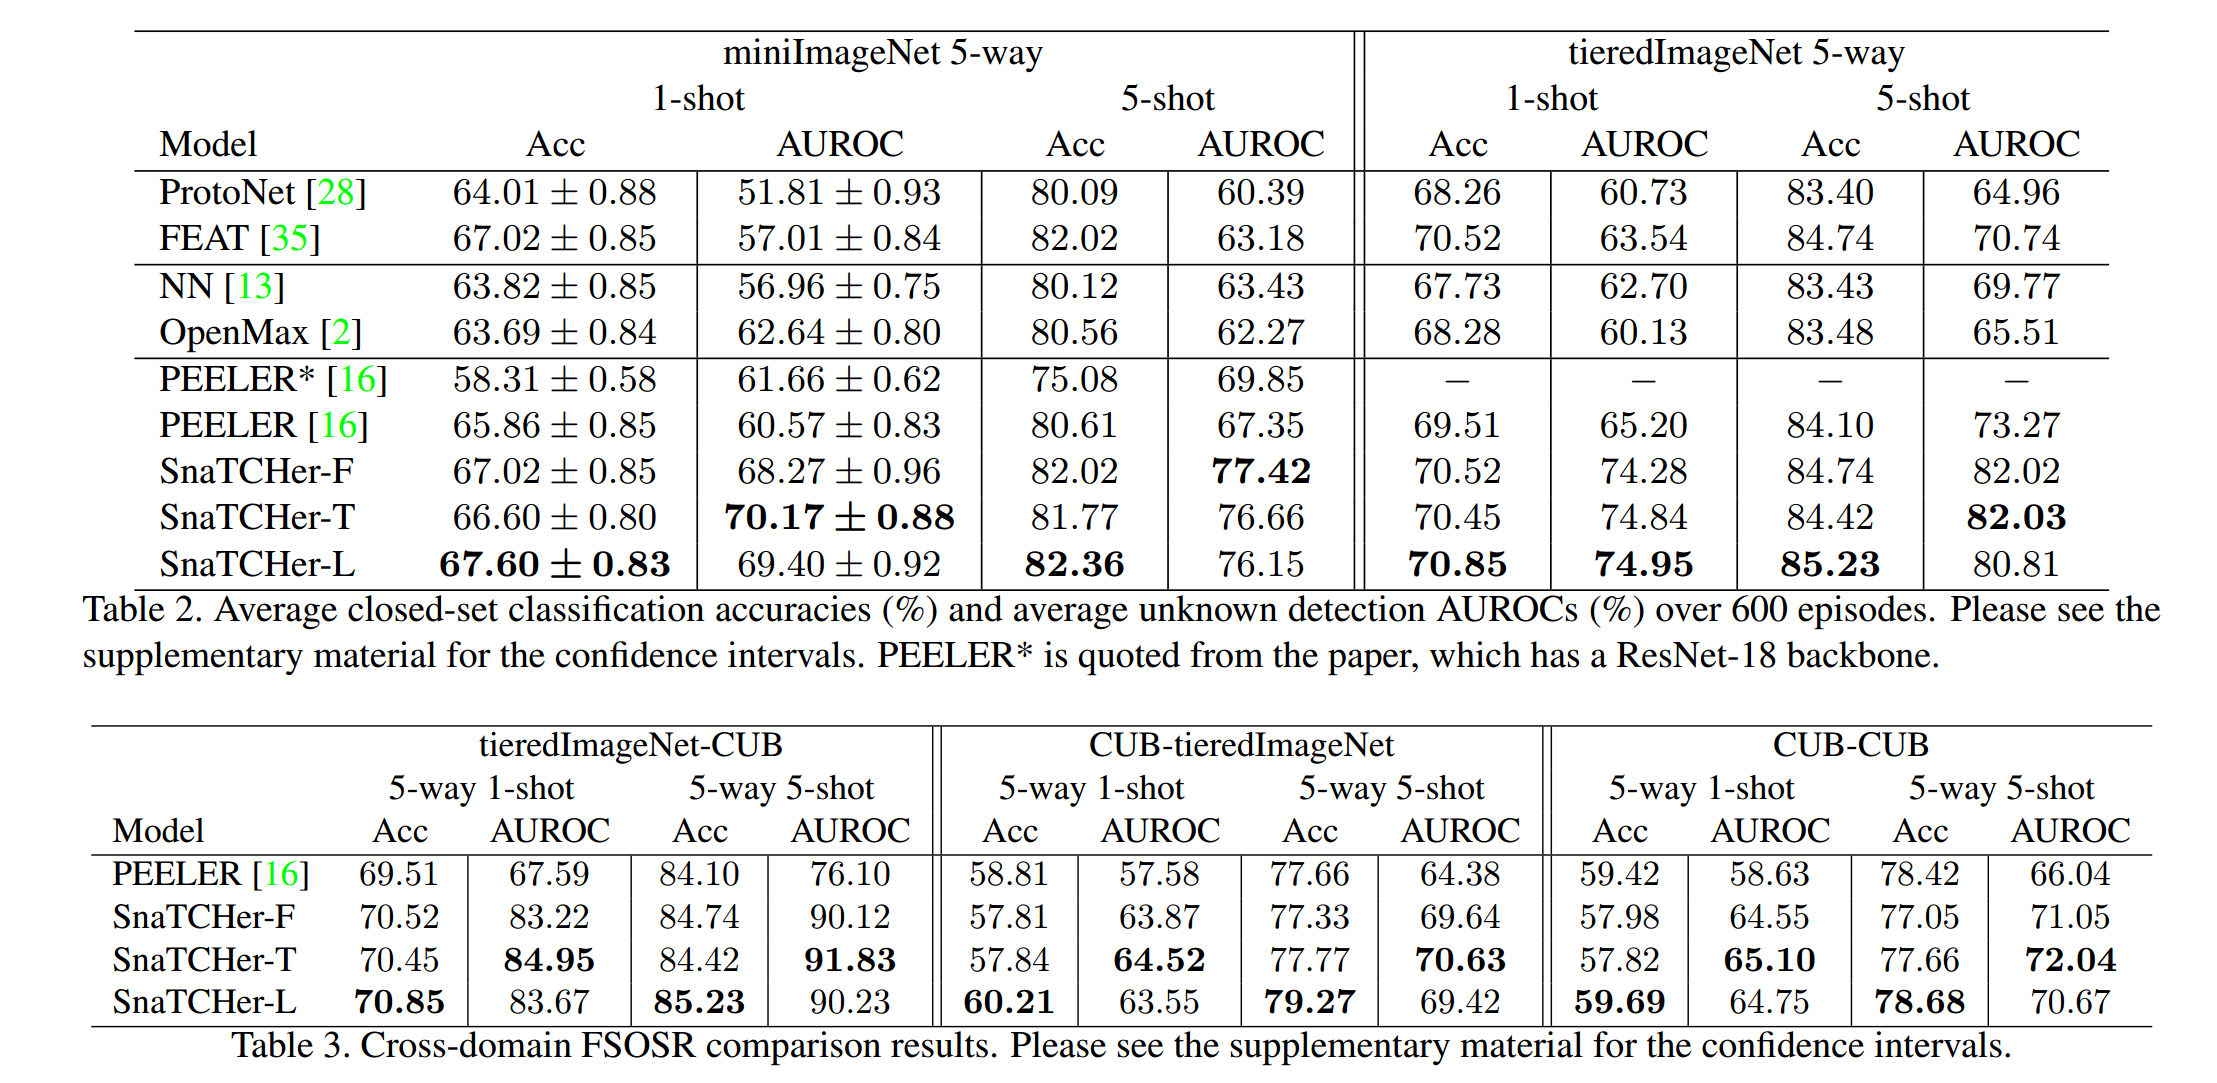 miniImageNet 5-way tieredImageNet 5-way
1-shot 5-shot 1-shot 5-shot
Model Acc AUROC Acc AUROC Acc AUROC Acc AUROC
ProtoNet [28] 64.01 ± 0.88 51.81 ± 0.93 80.09 60.39 68.26 60.73 83.40 64.96
FEAT [35] 67.02 ± 0.85 57.01 ± 0.84 82.02 63.18 70.52 63.54 84.74 70.74
NN [13] 63.82 ± 0.85 56.96 ± 0.75 80.12 63.43 67.73 62.70 83.43 69.77
OpenMax [2] 63.69 ± 0.84 62.64 ± 0.80 80.56 62.27 68.28 60.13 83.48 65.51
PEELER* [16] 58.31 ± 0.58 61.66 ± 0.62 75.08 69.85 − − − −
PEELER [16] 65.86 ± 0.85 60.57 ± 0.83 80.61 67.35 69.51 65.20 84.10 73.27
SnaTCHer-F 67.02 ± 0.85 68.27 ± 0.96 82.02 77.42 70.52 74.28 84.74 82.02
SnaTCHer-T 66.60 ± 0.80 70.17 ± 0.88 81.77 76.66 70.45 74.84 84.42 82.03
SnaTCHer-L 67.60 ± 0.83 69.40 ± 0.92 82.36 76.15 70.85 74.95 85.23 80.81
Table 2. Average closed-set classification accuracies (%) and average unknown detection AUROCs (%) over 600 episodes. Please see the
supplementary material for the confidence intervals. PEELER* is quoted from the paper, which has a ResNet-18 backbone.
tieredImageNet-CUB CUB-tieredImageNet CUB-CUB
5-way 1-shot 5-way 5-shot 5-way 1-shot 5-way 5-shot 5-way 1-shot 5-way 5-shot
Model Acc AUROC Acc AUROC Acc AUROC Acc AUROC Acc AUROC Acc AUROC
PEELER [16] 69.51 67.59 84.10 76.10 58.81 57.58 77.66 64.38 59.42 58.63 78.42 66.04
SnaTCHer-F 70.52 83.22 84.74 90.12 57.81 63.87 77.33 69.64 57.98 64.55 77.05 71.05
SnaTCHer-T 70.45 84.95 84.42 91.83 57.84 64.52 77.77 70.63 57.82 65.10 77.66 72.04
SnaTCHer-L 70.85 83.67 85.23 90.23 60.21 63.55 79.27 69.42 59.69 64.75 78.68 70.67
Table 3. Cross-domain FSOSR comparison results. Please see the supplementary material for the confidence intervals.